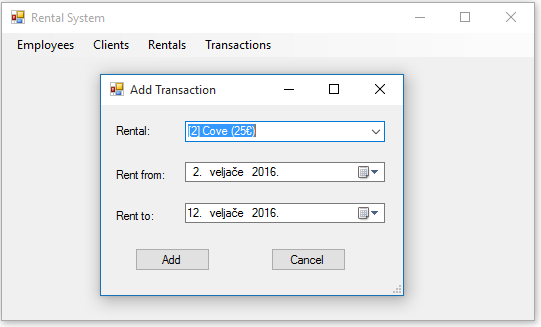 Rental System
Employees Clients Rentals Transactions
Add Transaction
Rental: [2] Cove (25€)
Rent from: 2. veljače 2016.
Rent to: 12. veljače 2016.
Add Cancel